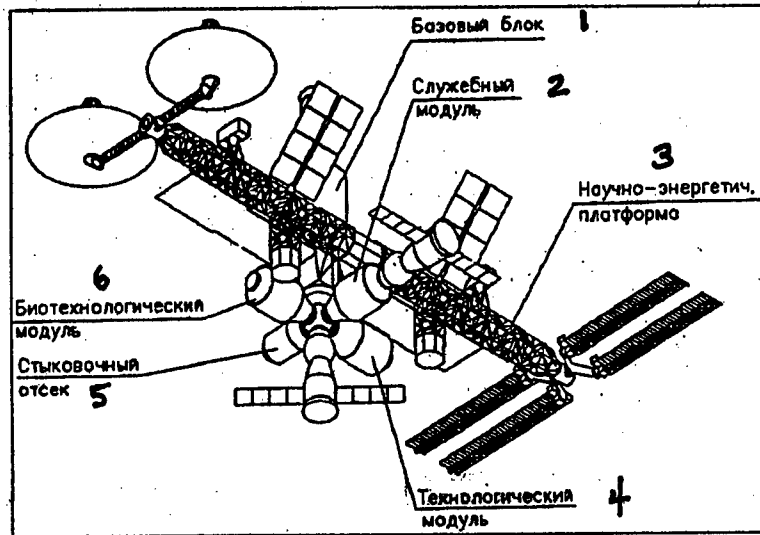 Базовый блок 1
Служебный 2
модуль
3
Научно-энергетич.
платформа
6
Биотехнологический
модуль
Стыковочный
отсек 5
Технологический 4
модуль